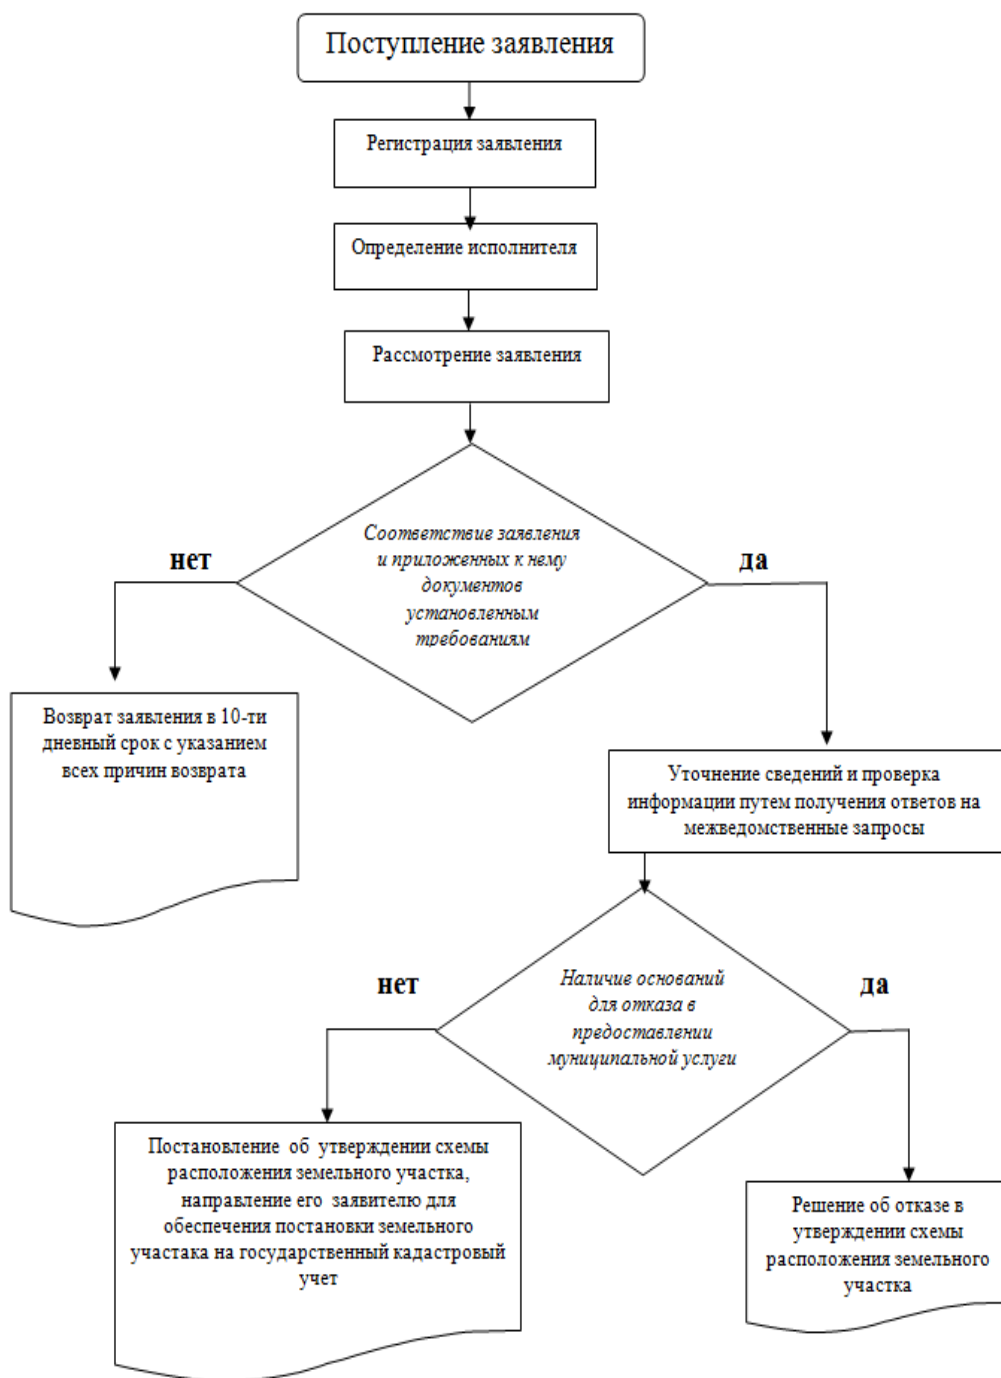 Поступление заявления
Регистрация заявления
Определение исполнителя
Рассмотрение заявления
Соответствие заявления
и приложенных к нему
документов
установленным
требованиям
нет
да
Возврат заявления в 10-ти
дневный срок с указанием
всех причин возврата
Уточнение сведений и проверка
информации путем получения ответов на
межведомственные запросы
Наличие оснований
для отказа в
предоставлении
муниципальной услуги
нет
да
Постановление об утверждении схемы
расположения земельного участка,
направление его заявителю для
обеспечения постановки земельного
участака на государственный кадастровый
учет
Решение об отказе в
утверждении схемы
расположения земельного
участка